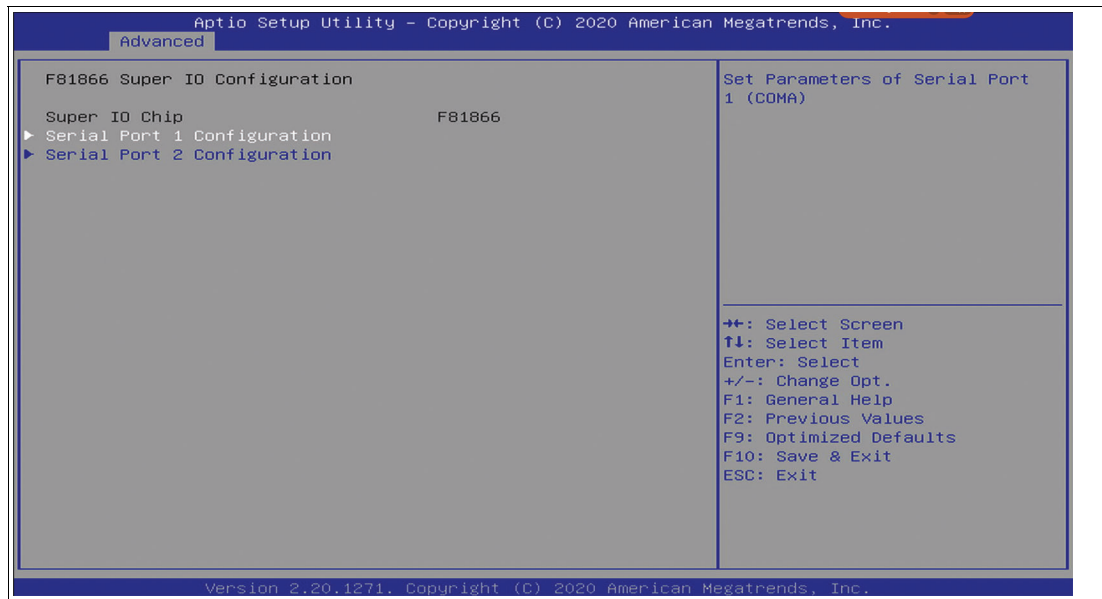 Aptio Setup Utility – Copyright (C) 2020 American Megatrends, Inc.
Advanced
F81866 Super IO Configuration
Super IO Chip F81866
Serial Port 1 Configuration
Serial Port 2 Configuration
Set Parameters of Serial Port
1 (COMA)
→←: Select Screen
↑↓: Select Item
Enter: Select
+/-: Change Opt.
F1: General Help
F2: Previous Values
F9: Optimized Defaults
F10: Save & Exit
ESC: Exit
Version 2.20.1271. Copyright (C) 2020 American Megatrends, Inc.